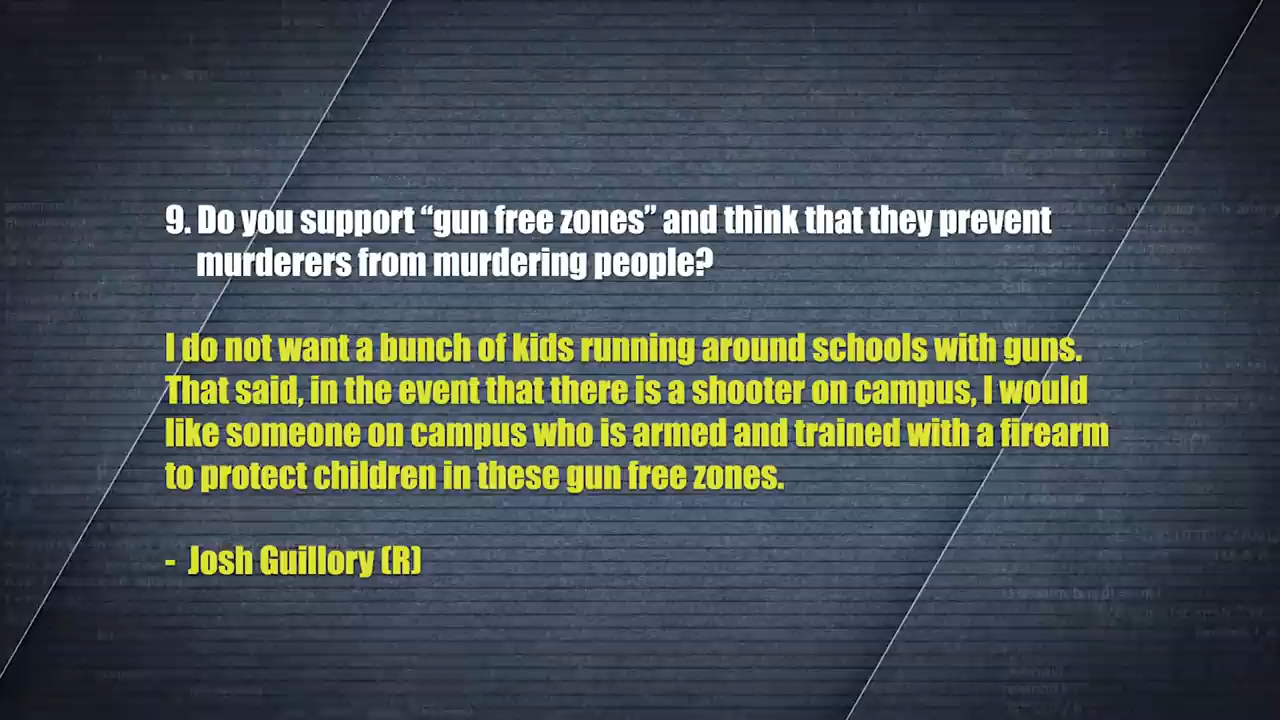 9. Do you support “gun free zones” and think that they prevent
murderers from murdering people?
I do not want a bunch of kids running around schools with guns.
That said, in the event that there is a shooter on campus, I would
like someone on campus who is armed and trained with a firearm
to protect children in these gun free zones.
- Josh Guillory (R)